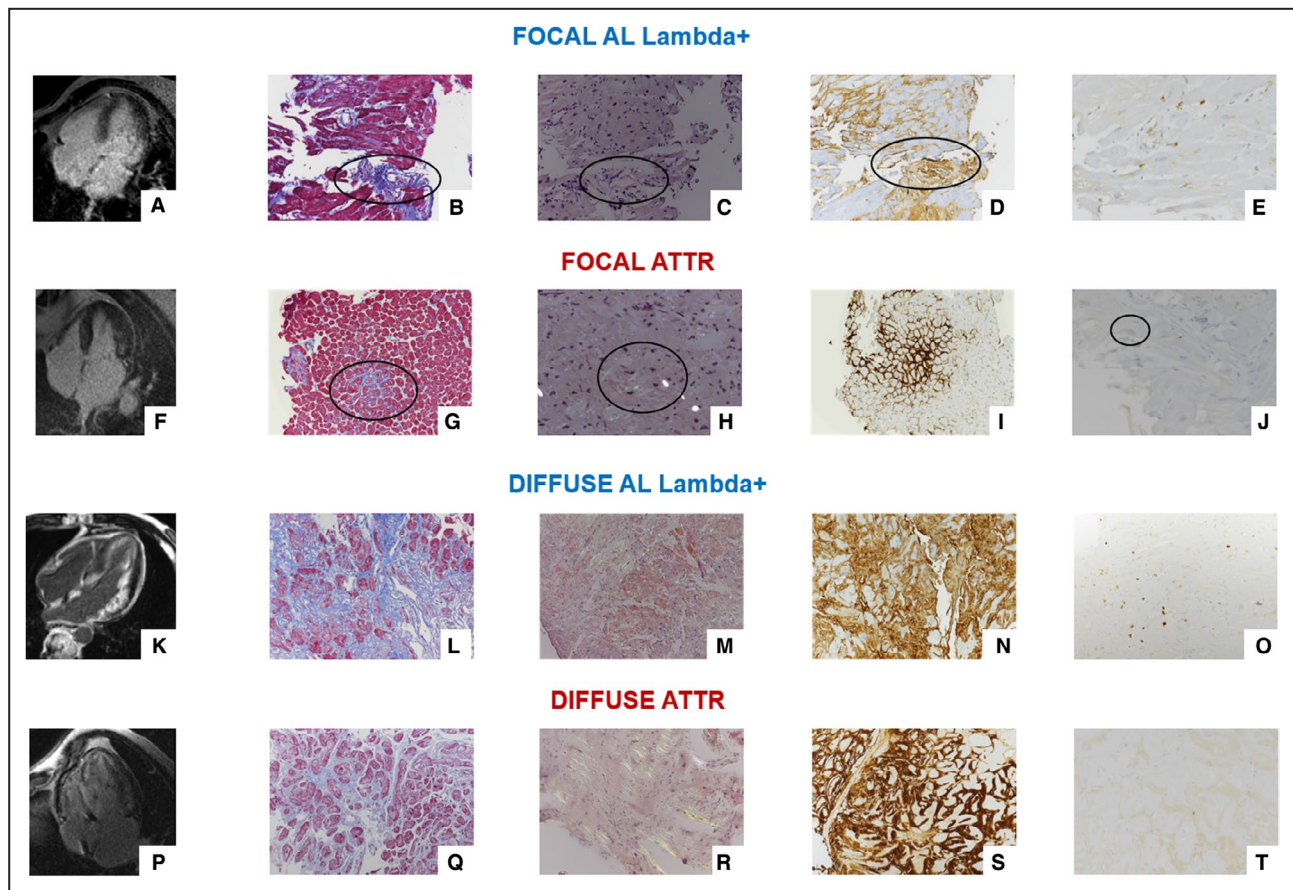 FOCAL AL Lambda+
A B C D E
FOCAL ATTR
F G H I J
DIFFUSE AL Lambda+
K L M N O
DIFFUSE ATTR
P Q R S T